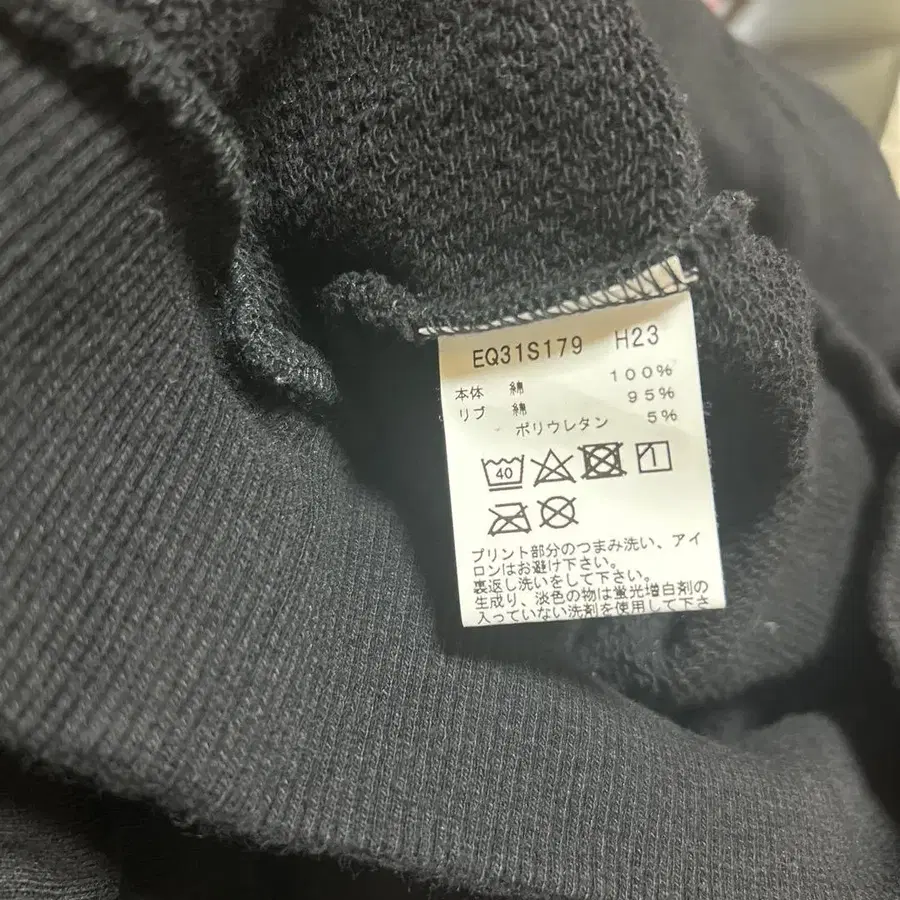 EQ31S179 H23
本体 綿 100%
リブ 綿 95%
ポリウレタン 5%
40
プリント部分のつまみ洗い、アイ
ロンはお避け下さい。
裏返し洗いをして下さい。
生成り、淡色の物は蛍光増白剤の
入っていない洗剤を使用して下さ